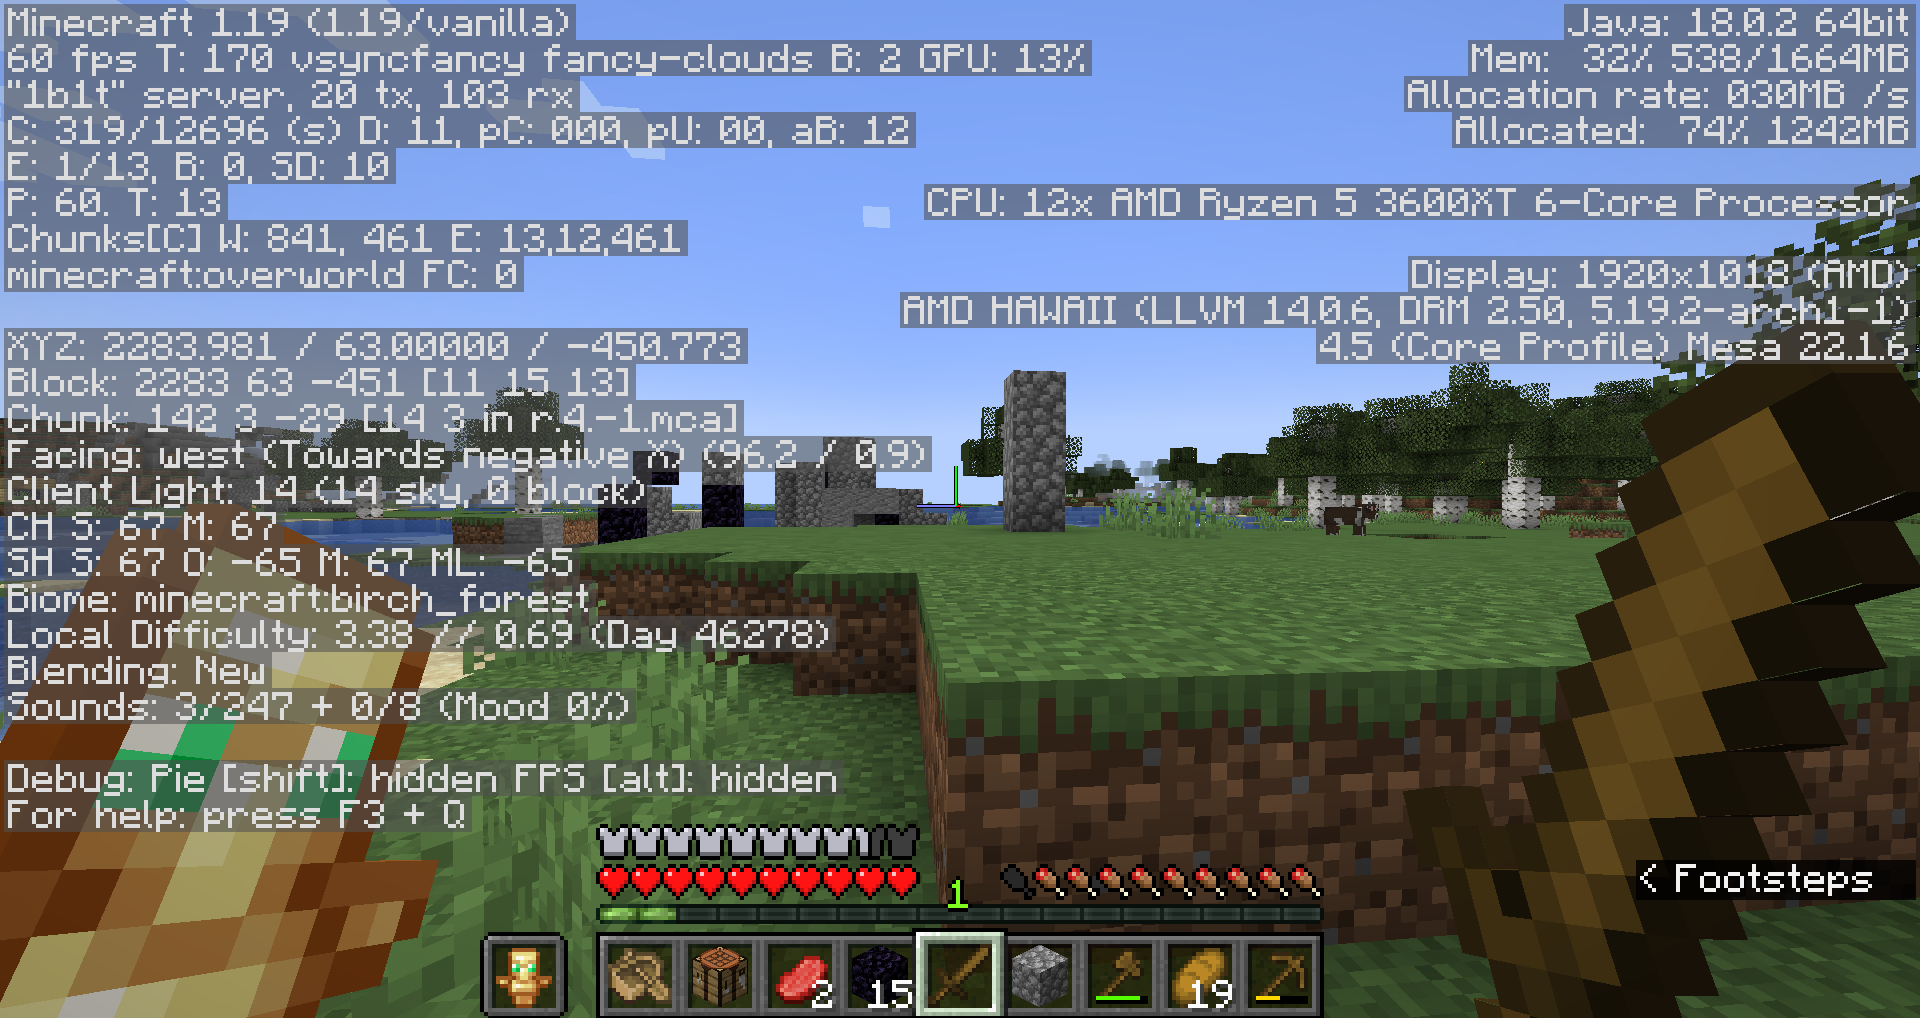 Minecraft 1.19 (1.19/vanilla)
60 fps T: 170 vsyncfancy fancy-clouds B: 2 GPU: 13%
"1b1t" server, 20 tx, 103 rx
C: 319/12696 (s) D: 11, pC: 000, pU: 00, aB: 12
E: 1/13, B: 0, SD: 10
P: 60. T: 13
Chunks[C] W: 841, 461 E: 13,12,461
minecraft:overworld FC: 0
XYZ: 2283.981 / 63.00000 / -450.773
Block: 2283 63 -451 [11 15 13]
Chunk: 142 3 -29 [14 3 in r.4.-1.mca]
Facing: west (Towards negative X) (96.2 / 0.9)
Client Light: 14 (14 sky, 0 block)
CH S: 67 M: 67
SH S: 67 O: -65 M: 67 ML: -65
Biome: minecraft:birch_forest
Local Difficulty: 3.38 // 0.69 (Day 46278)
Blending: New
Sounds: 3/247 + 0/8 (Mood 0%)
Debug: Pie [shift]: hidden FPS [alt]: hidden
For help: press F3 + Q
Java: 18.0.2 64bit
Mem: 32% 538/1664MB
Allocation rate: 030MB /s
Allocated: 74% 1242MB
CPU: 12x AMD Ryzen 5 3600XT 6-Core Processor
Display: 1920x1018 (AMD)
AMD HAWAII (LLVM 14.0.6, DRM 2.50, 5.19.2-arch1-1)
4.5 (Core Profile) Mesa 22.1.6
< Footsteps
1
2
15
19